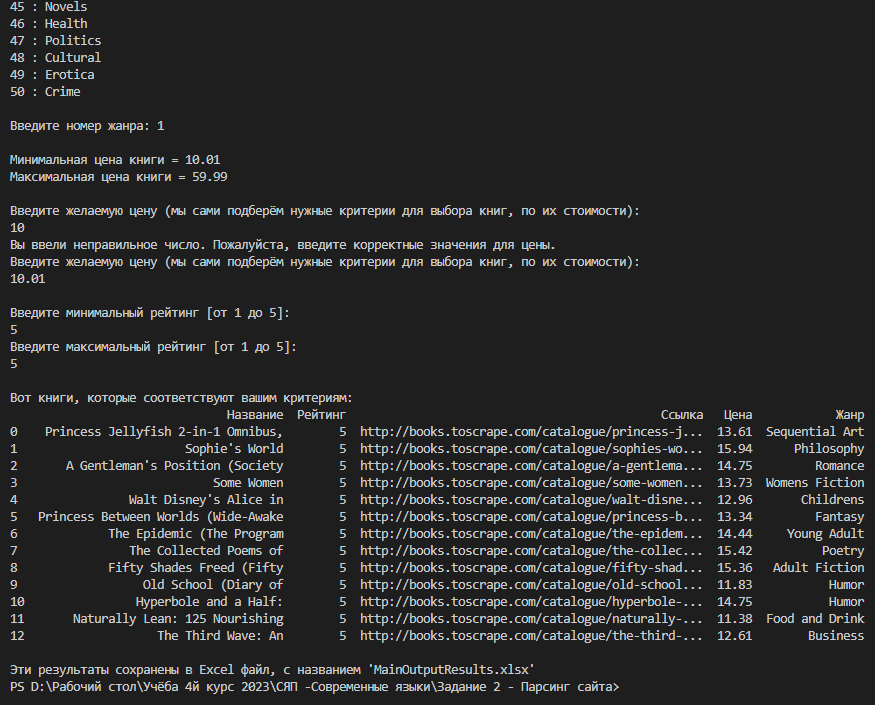 45 : Novels
46 : Health
47 : Politics
48 : Cultural
49 : Erotica
50 : Crime
Введите номер жанра: 1
Минимальная цена книги = 10.01
Максимальная цена книги = 59.99
Введите желаемую цену (мы сами подберём нужные критерии для выбора книг, по их стоимости):
10
Вы ввели неправильное число. Пожалуйста, введите корректные значения для цены.
Введите желаемую цену (мы сами подберём нужные критерии для выбора книг, по их стоимости):
10.01
Введите минимальный рейтинг [от 1 до 5]:
5
Введите максимальный рейтинг [от 1 до 5]:
5
Вот книги, которые соответствуют вашим критериям:
Название Рейтинг Ссылка Цена Жанр
0 Princess Jellyfish 2-in-1 Omnibus, 5 http://books.toscrape.com/catalogue/princess-j... 13.61 Sequential Art
1 Sophie's World 5 http://books.toscrape.com/catalogue/sophies-wo... 15.94 Philosophy
2 A Gentleman's Position (Society 5 http://books.toscrape.com/catalogue/a-gentlema... 14.75 Romance
3 Some Women 5 http://books.toscrape.com/catalogue/some-women... 13.73 Womens Fiction
4 Walt Disney's Alice in 5 http://books.toscrape.com/catalogue/walt-disne... 12.96 Childrens
5 Princess Between Worlds (Wide-Awake 5 http://books.toscrape.com/catalogue/princess-b... 13.34 Fantasy
6 The Epidemic (The Program 5 http://books.toscrape.com/catalogue/the-epidem... 14.44 Young Adult
7 The Collected Poems of 5 http://books.toscrape.com/catalogue/the-collec... 15.42 Poetry
8 Fifty Shades Freed (Fifty 5 http://books.toscrape.com/catalogue/fifty-shad... 15.36 Adult Fiction
9 Old School (Diary of 5 http://books.toscrape.com/catalogue/old-school... 11.83 Humor
10 Hyperbole and a Half: 5 http://books.toscrape.com/catalogue/hyperbole-... 14.75 Humor
11 Naturally Lean: 125 Nourishing 5 http://books.toscrape.com/catalogue/naturally-... 11.38 Food and Drink
12 The Third Wave: An 5 http://books.toscrape.com/catalogue/the-third-... 12.61 Business
Эти результаты сохранены в Excel файл, с названием 'MainOutputResults.xlsx'
PS D:\Рабочий стол\Учёба 4й курс 2023\СЯП -Современные языки\Задание 2 - Парсинг сайта>